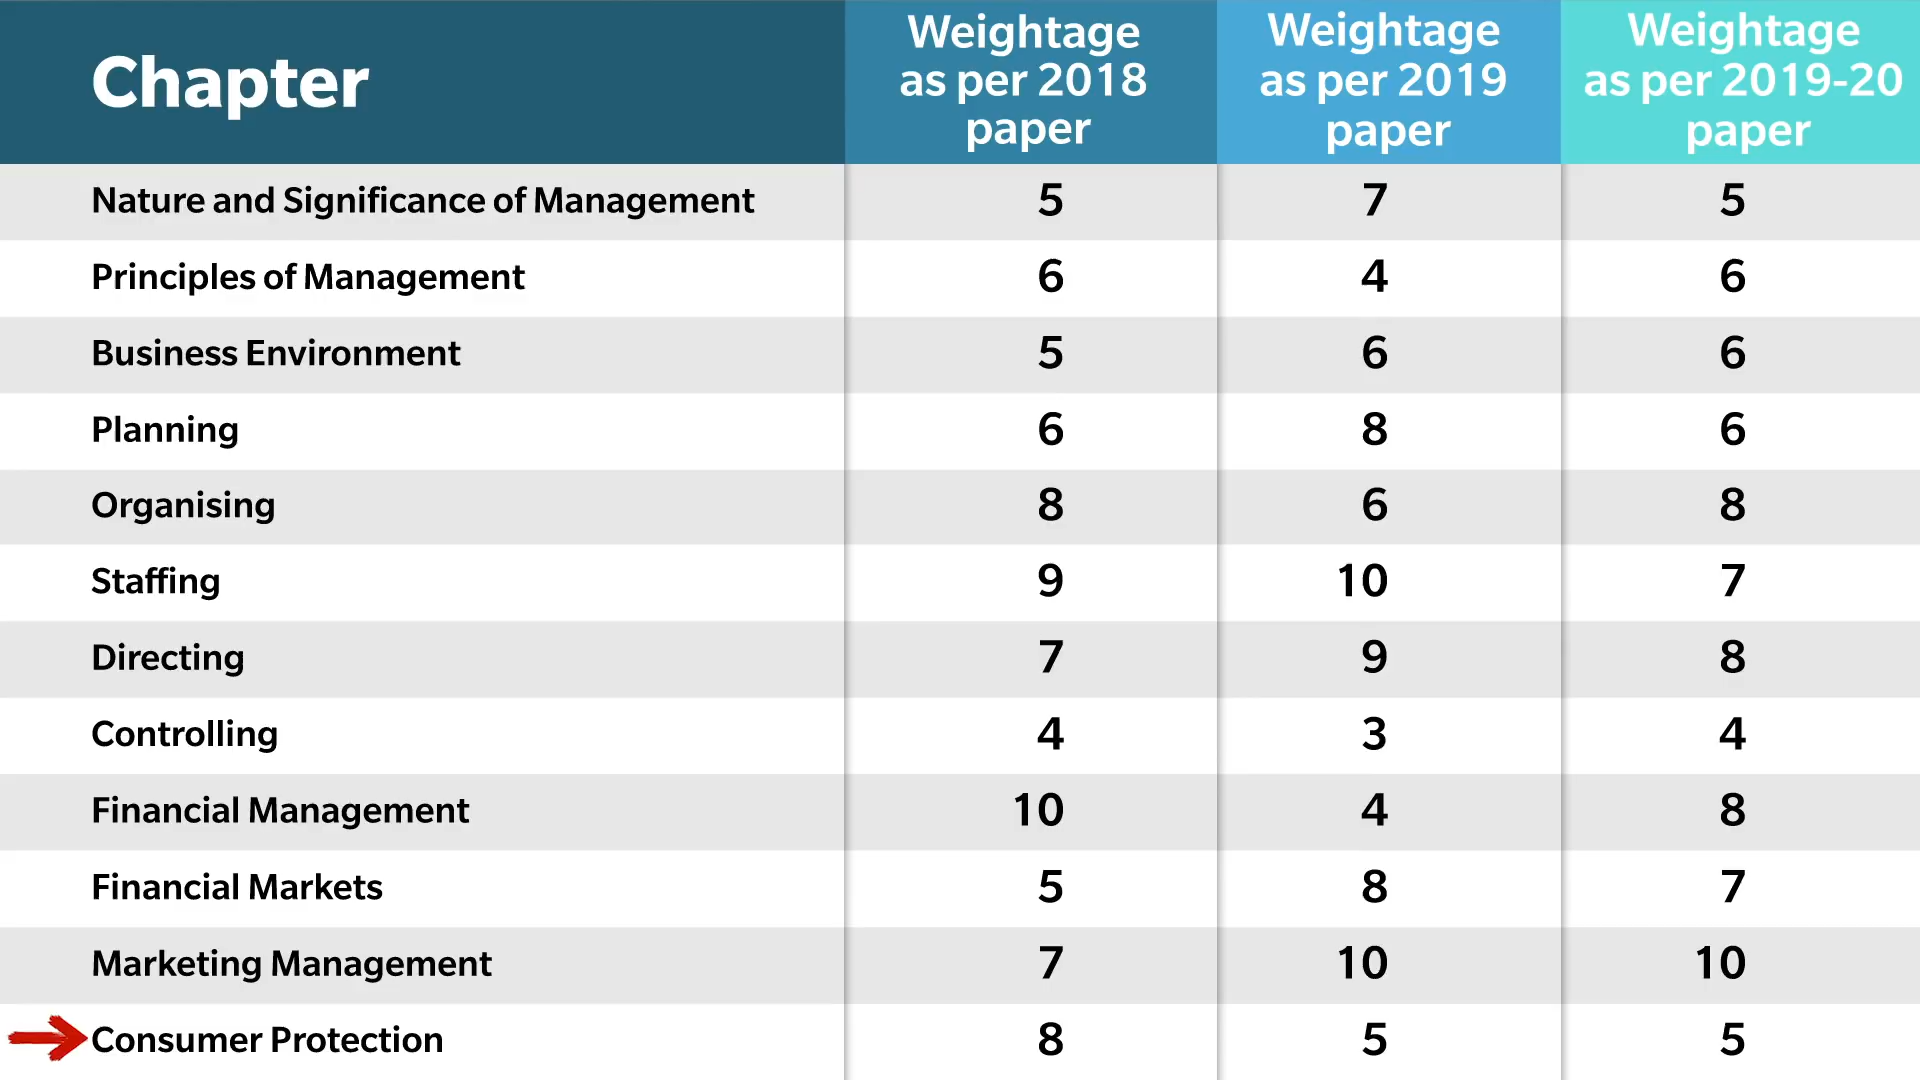 Chapter
Weightage
as per 2018
paper
Weightage
as per 2019
paper
Weightage
as per 2019-20
paper
Nature and Significance of Management 5 7 5
Principles of Management 6 4 6
Business Environment 5 6 6
Planning 6 8 6
Organising 8 6 8
Staffing 9 10 7
Directing 7 9 8
Controlling 4 3 4
Financial Management 10 4 8
Financial Markets 5 8 7
Marketing Management 7 10 10
Consumer Protection 8 5 5